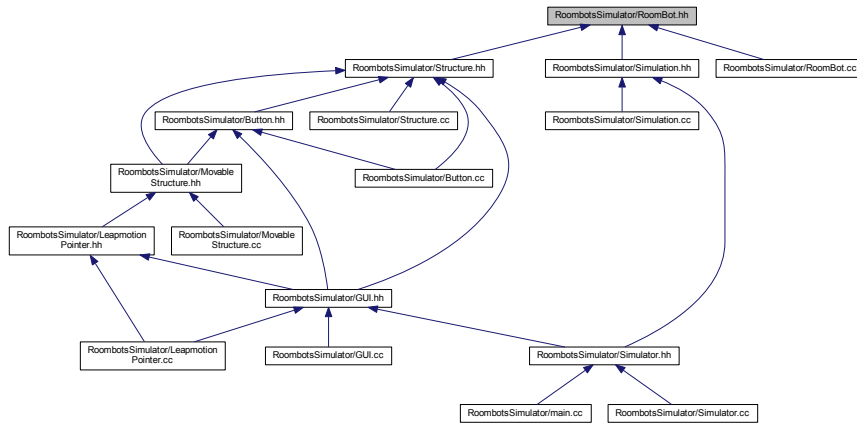 RoombotsSimulator/RoomBot.hh
RoombotsSimulator/Structure.hh
RoombotsSimulator/Simulation.hh
RoombotsSimulator/RoomBot.cc
RoombotsSimulator/Button.hh
RoombotsSimulator/Structure.cc
RoombotsSimulator/Simulation.cc
RoombotsSimulator/Movable
Structure.hh
RoombotsSimulator/Button.cc
RoombotsSimulator/Leapmotion
Pointer.hh
RoombotsSimulator/Movable
Structure.cc
RoombotsSimulator/GUI.hh
RoombotsSimulator/Leapmotion
Pointer.cc
RoombotsSimulator/GUI.cc
RoombotsSimulator/Simulator.hh
RoombotsSimulator/main.cc
RoombotsSimulator/Simulator.cc